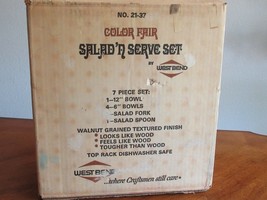 NO. 21-37
COLOR FAIR
SALAD'N SERVE SET
BY WEST BEND
7 PIECE SET:
1-12" BOWL
4-6" BOWLS
-SALAD FORK
-SALAD SPOON
WALNUT GRAINED TEXTURED FINISH
* LOOKS LIKE WOOD
* FEELS LIKE WOOD
* TOUGHER THAN WOOD
TOP RACK DISHWASHER SAFE
WEST BEND
...where Craftsmen still care